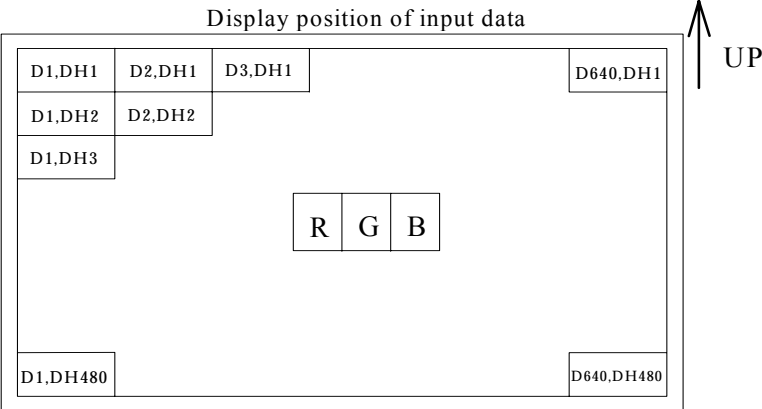 Display position of input data
UP
D1,DH1 D2,DH1 D3,DH1 D640,DH1
D1,DH2 D2,DH2
D1,DH3
R G B
D1,DH480 D640,DH480